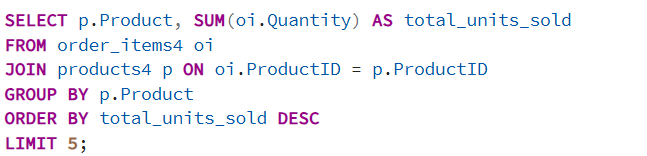 SELECT p.Product, SUM(oi.Quantity) AS total_units_sold
FROM order_items4 oi
JOIN products4 p ON oi.ProductID = p.ProductID
GROUP BY p.Product
ORDER BY total_units_sold DESC
LIMIT 5;